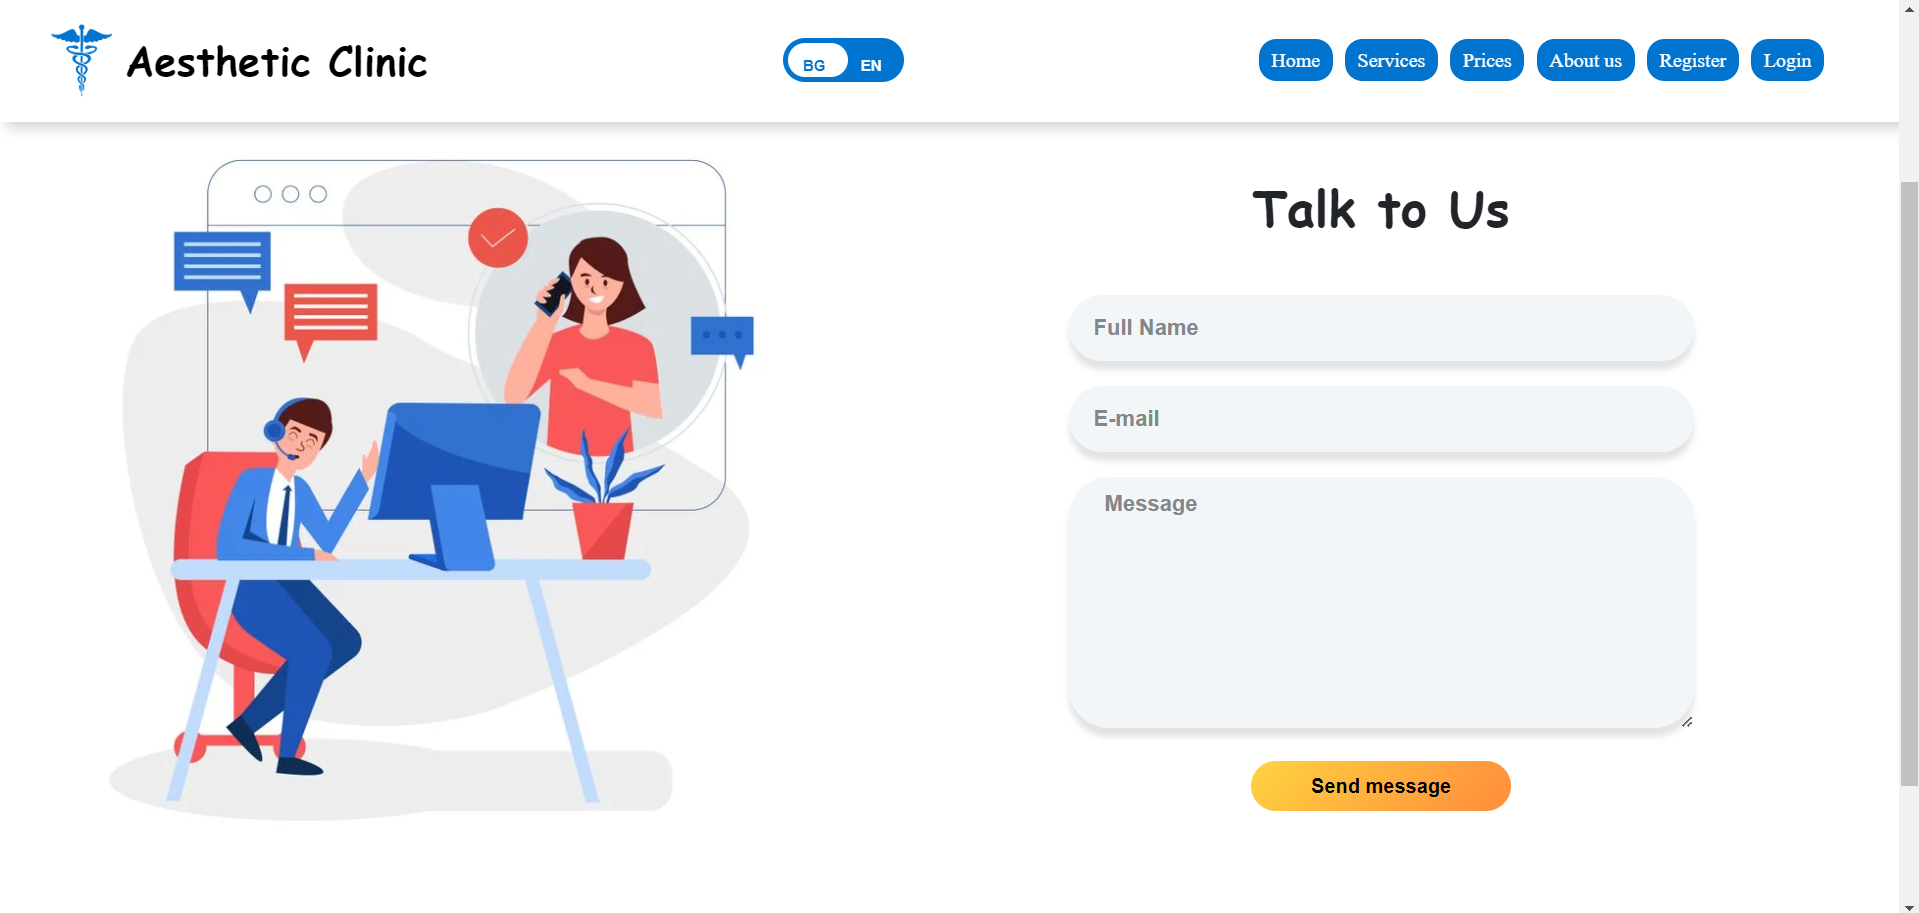 Aesthetic Clinic
BG EN
Home Services Prices About us Register Login
Talk to Us
Full Name
E-mail
Message
Send message